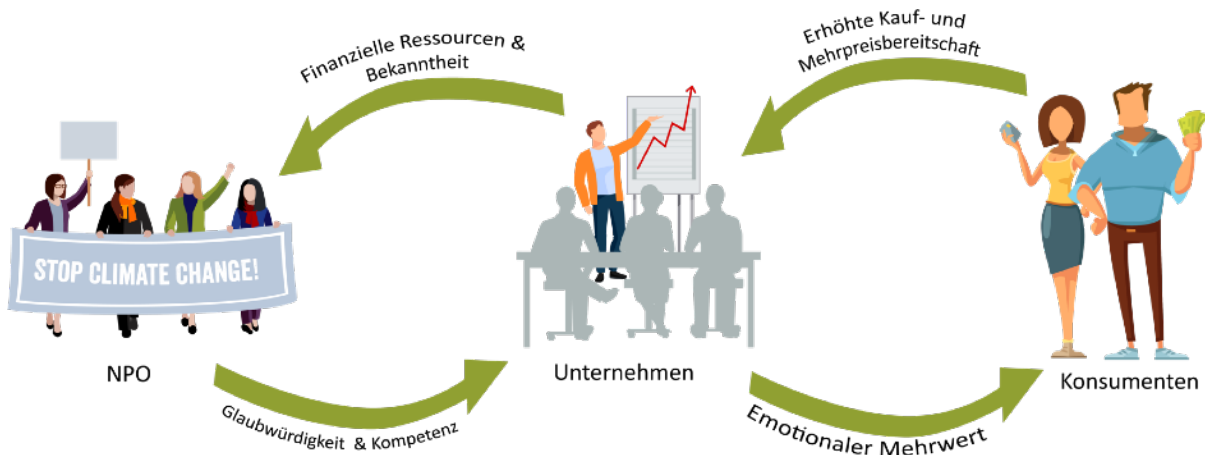 Finanzielle Ressourcen &
Bekanntheit
Erhöhte Kauf- und
Mehrpreisbereitschaft
STOP CLIMATE CHANGE!
NPO
Unternehmen
Konsumenten
Glaubwürdigkeit & Kompetenz
Emotionaler Mehrwert